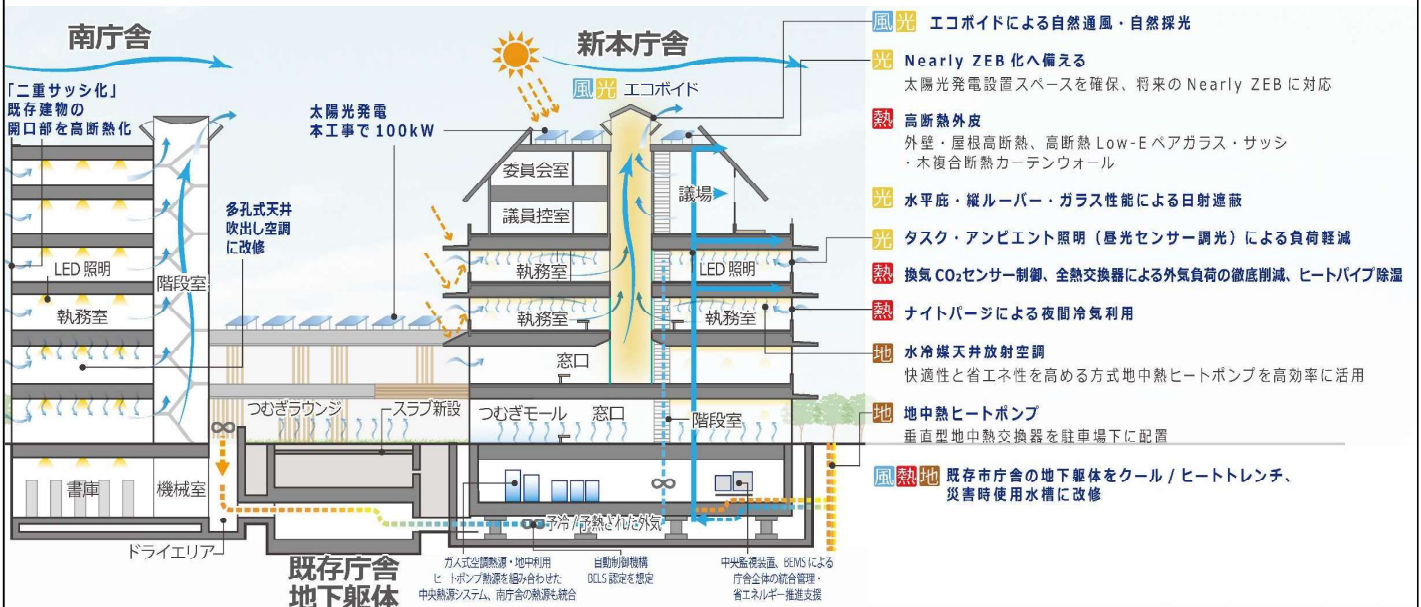 南庁舎
新本庁舎
「二重サッシ化」
既存建物の
開口部を高断熱化
太陽光発電
本工事で100kW
風光 エコボイド
多孔式天井
吹出し空調
に改修
委員会室
議員控室
議場
LED照明
階段室
執務室
執務室
LED照明
執務室
執務室
窓口
つむぎラウンジ
スラブ新設
つむぎモール
窓口
階段室
書庫
機械室
ドライエリア
予冷/予熱された外気
既存庁舎
地下躯体
ガス式空調熱源・地中利用
ヒートポンプ熱源を組み合わせた
中央熱源システム、南庁舎の熱源も統合
自動制御機構
BELS認定を想定
中央監視装置、BEMSによる
庁舎全体の統合管理・
省エネルギー推進支援
風光 エコボイドによる自然通風・自然採光
光 Nearly ZEB化へ備える
太陽光発電設置スペースを確保、将来のNearly ZEBに対応
熱 高断熱外皮
外壁・屋根高断熱、高断熱Low-Eペアガラス・サッシ
・木複合断熱カーテンウォール
光 水平庇・縦ルーバー・ガラス性能による日射遮蔽
光 タスク・アンビエント照明（昼光センサー調光）による負荷軽減
熱 換気CO₂センサー制御、全熱交換器による外気負荷の徹底削減、ヒートパイプ除湿
熱 ナイトパージによる夜間冷気利用
地 水冷媒天井放射空調
快適性と省エネ性を高める方式地中熱ヒートポンプを高効率に活用
地 地中熱ヒートポンプ
垂直型地中熱交換器を駐車場下に配置
風熱地 既存市庁舎の地下躯体をクール/ヒートトレンチ、
災害時使用水槽に改修